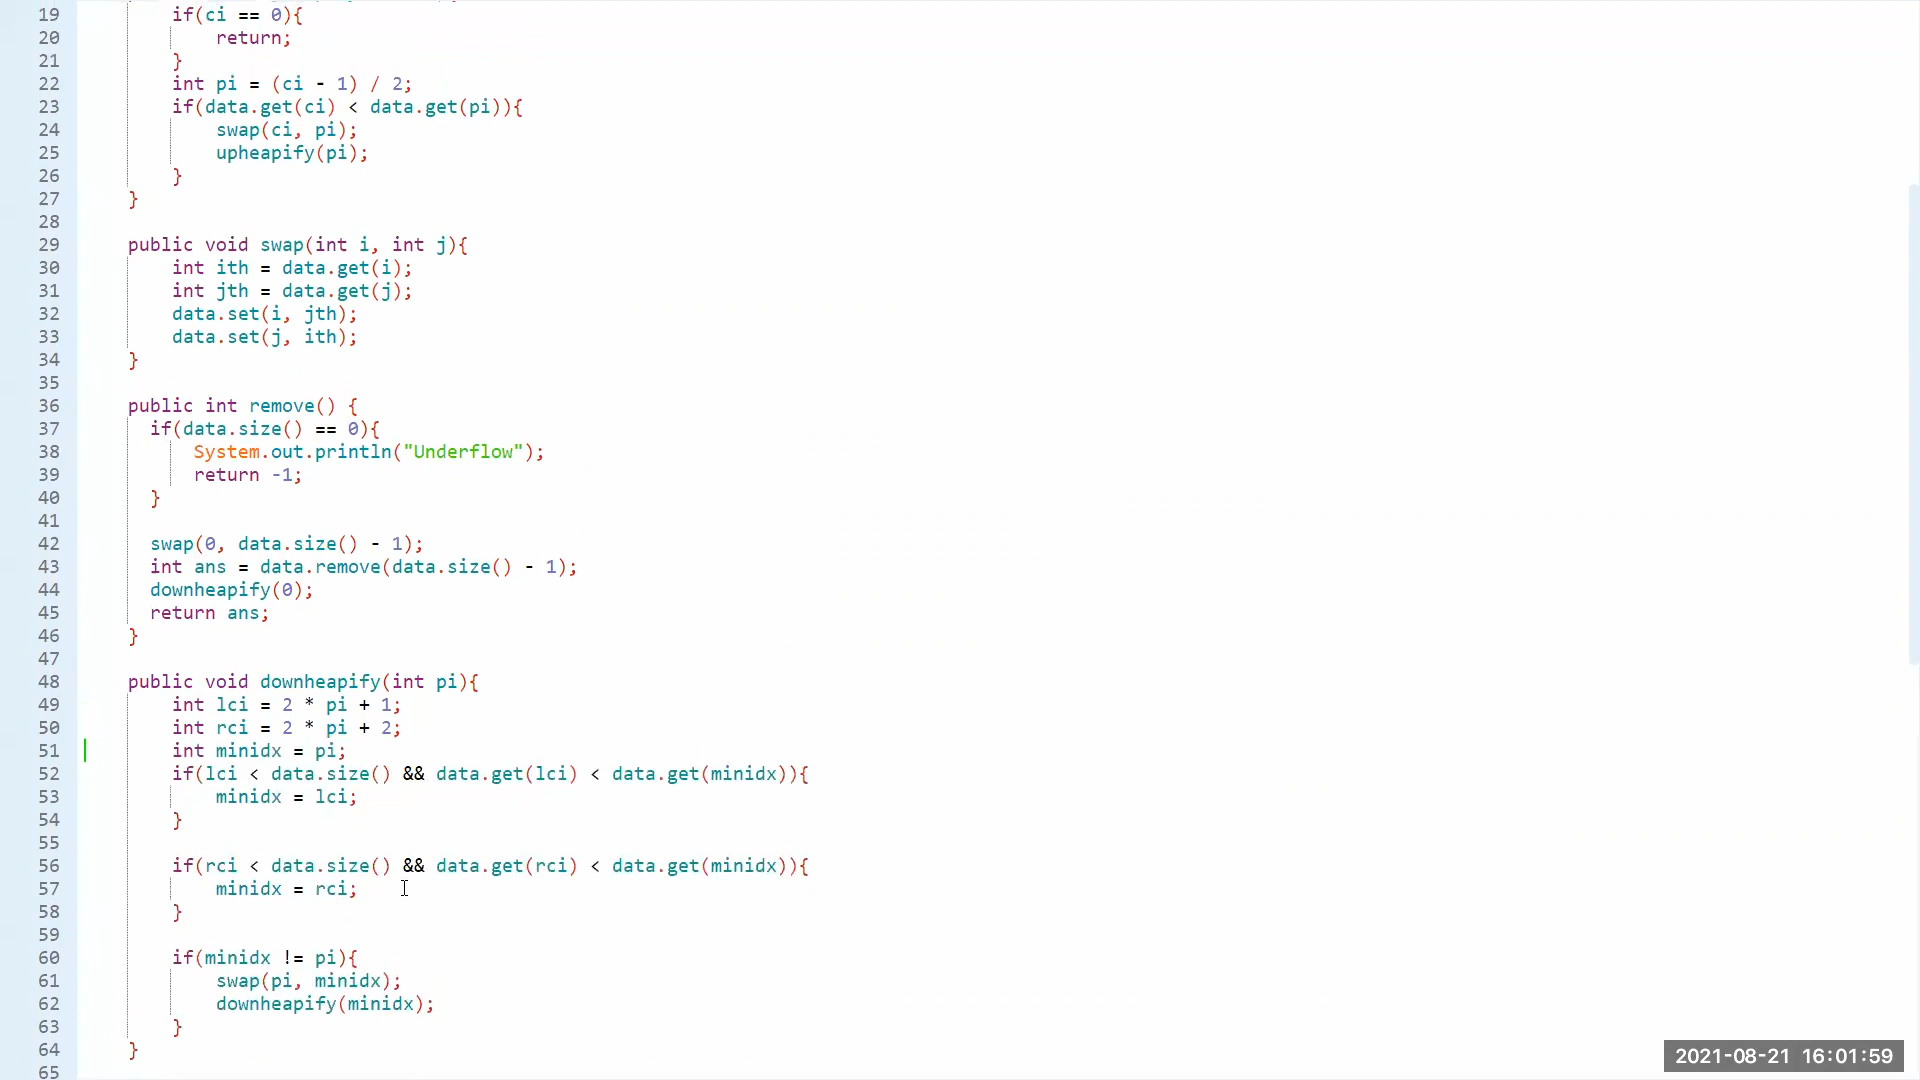 19 if(ci == 0){
20 return;
21 }
22 int pi = (ci - 1) / 2;
23 if(data.get(ci) < data.get(pi)){
24 swap(ci, pi);
25 upheapify(pi);
26 }
27 }
28
29 public void swap(int i, int j){
30 int ith = data.get(i);
31 int jth = data.get(j);
32 data.set(i, jth);
33 data.set(j, ith);
34 }
35
36 public int remove() {
37 if(data.size() == 0){
38 System.out.println("Underflow");
39 return -1;
40 }
41
42 swap(0, data.size() - 1);
43 int ans = data.remove(data.size() - 1);
44 downheapify(0);
45 return ans;
46 }
47
48 public void downheapify(int pi){
49 int lci = 2 * pi + 1;
50 int rci = 2 * pi + 2;
51 int minidx = pi;
52 if(lci < data.size() && data.get(lci) < data.get(minidx)){
53 minidx = lci;
54 }
55
56 if(rci < data.size() && data.get(rci) < data.get(minidx)){
57 minidx = rci;
58 }
59
60 if(minidx != pi){
61 swap(pi, minidx);
62 downheapify(minidx);
63 }
64 }
65
2021-08-21 16:01:59